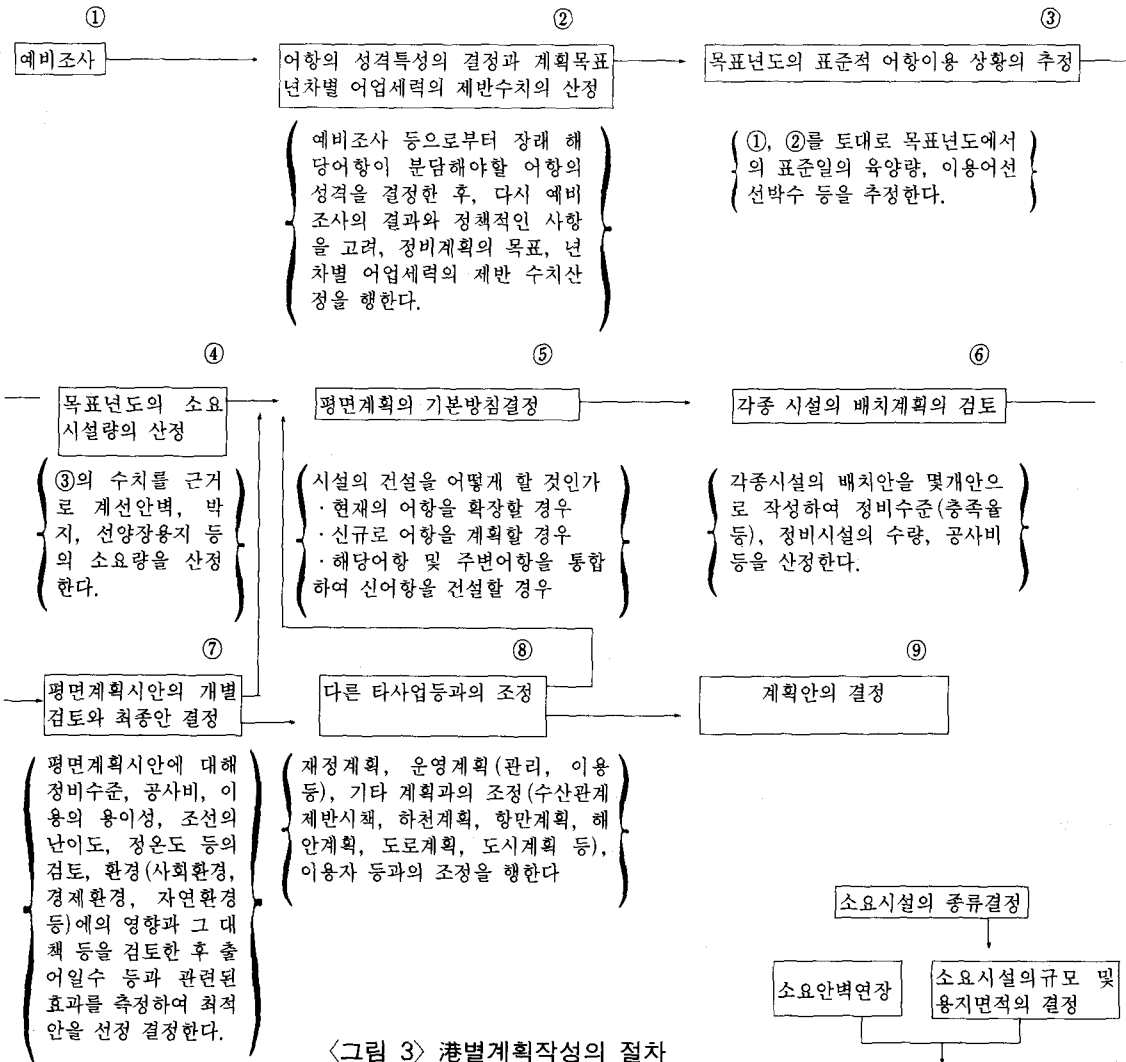 ①
예비조사
②
어항의 성격특성의 결정과 계획목표
년차별 어업세력의 제반수치의 산정
예비조사 등으로부터 장래 해
당어항이 분담해야할 어항의
성격을 결정한 후, 다시 예비
조사의 결과와 정책적인 사항
을 고려, 정비계획의 목표, 년
차별 어업세력의 제반 수치산
정을 행한다.
③
목표년도의 표준적 어항이용 상황의 추정
①, ②를 토대로 목표년도에서
의 표준일의 육양량, 이용어선
선박수 등을 추정한다.
④
목표년도의 소요
시설량의 산정
③의 수치를 근거
로 계선안벽, 박
지, 선양장용지 등
의 소요량을 산정
한다.
⑤
평면계획의 기본방침결정
시설의 건설을 어떻게 할 것인가
·현재의 어항을 확장할 경우
·신규로 어항을 계획할 경우
·해당어항 및 주변어항을 통합
하여 신어항을 건설할 경우
⑥
각종 시설의 배치계획의 검토
각종시설의 배치안을 몇개안으
로 작성하여 정비수준(충족율
등), 정비시설의 수량, 공사비
등을 산정한다.
⑦
평면계획시안의 개별
검토와 최종안 결정
평면계획시안에 대해
정비수준, 공사비, 이
용의 용이성, 조선의
난이도, 정온도 등의
검토, 환경(사회환경,
경제환경, 자연환경
등)에의 영향과 그 대
책 등을 검토한 후 출
어일수 등과 관련된
효과를 측정하여 최적
안을 선정 결정한다.
⑧
다른 타사업등과의 조정
재정계획, 운영계획(관리, 이용
등), 기타 계획과의 조정(수산관계
제반시책, 하천계획, 항만계획, 해
안계획, 도로계획, 도시계획 등),
이용자 등과의 조정을 행한다
⑨
계획안의 결정
소요시설의 종류결정
소요안벽연장
소요시설의규모 및
용지면적의 결정
〈그림 3〉 港별계획작성의 절차